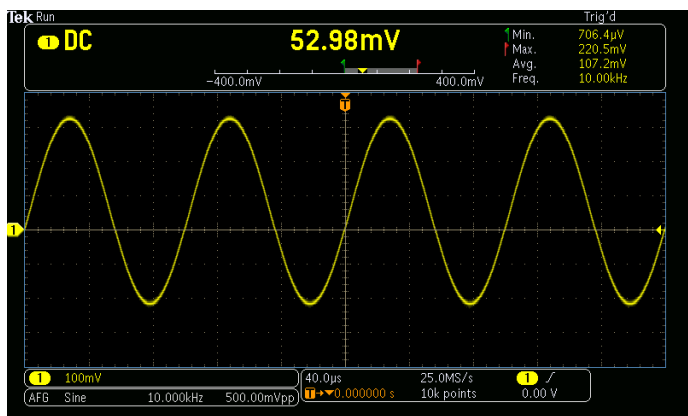 Tek Run Trig'd
1 DC 52.98mV
Min. 706.4µV
Max. 220.5mV
Avg. 107.2mV
Freq. 10.00kHz
-400.0mV 400.0mV
T
1
1 100mV
40.0µs 25.0MS/s 1
T→▼0.000000 s 10k points 0.00 V
AFG Sine 10.000kHz 500.00mVpp